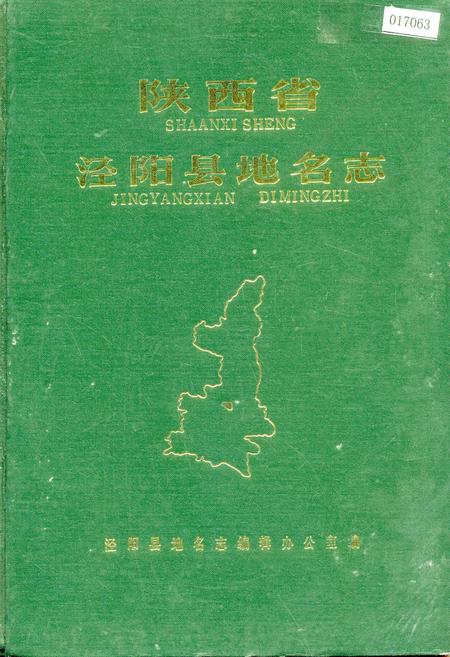 017063
陕西省
SHAANXI SHENG
泾阳县地名志
JINGYANGXIAN DIMINGZHI
泾阳县地名志编辑办公室编